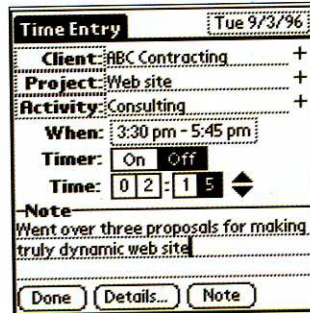 Time Entry Tue 9/3/96
Client: ABC Contracting +
Project: Web site +
Activity: Consulting +
When: 3:30 pm - 5:45 pm
Timer: On Off
Time: 0 2 : 1 5
Note
Went over three proposals for making
truly dynamic web site
Done Details... Note